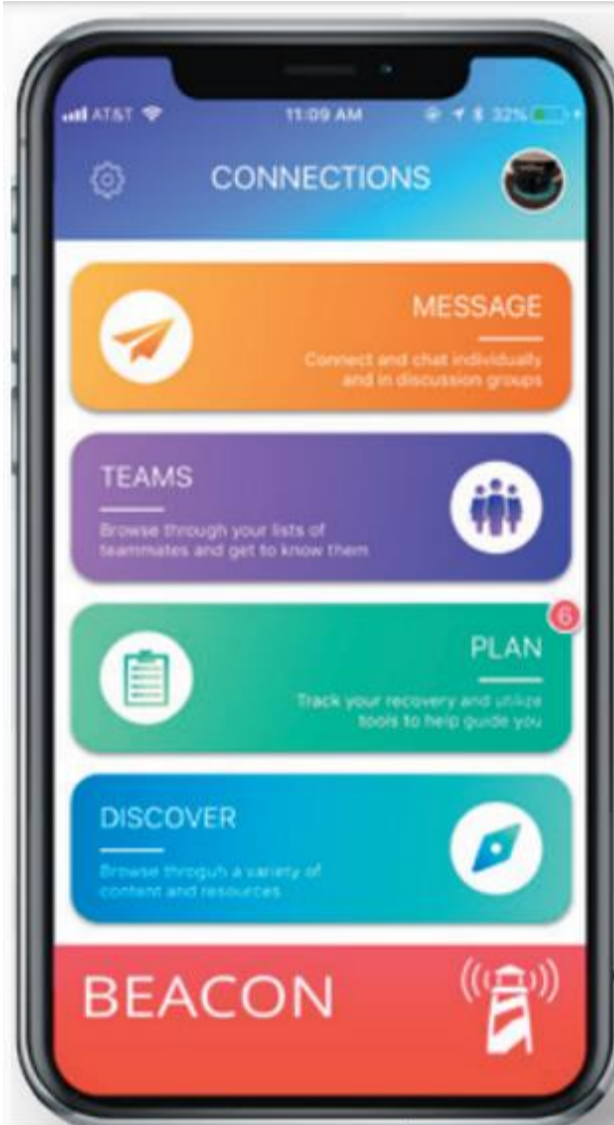 AT&T 11:09 AM 32%
CONNECTIONS
MESSAGE
Connect and chat individually
and in discussion groups
TEAMS
Browse through your lists of
teammates and get to know them
6
PLAN
Track your recovery and utilize
tools to help guide you
DISCOVER
Browse throguh a variety of
content and resources
BEACON